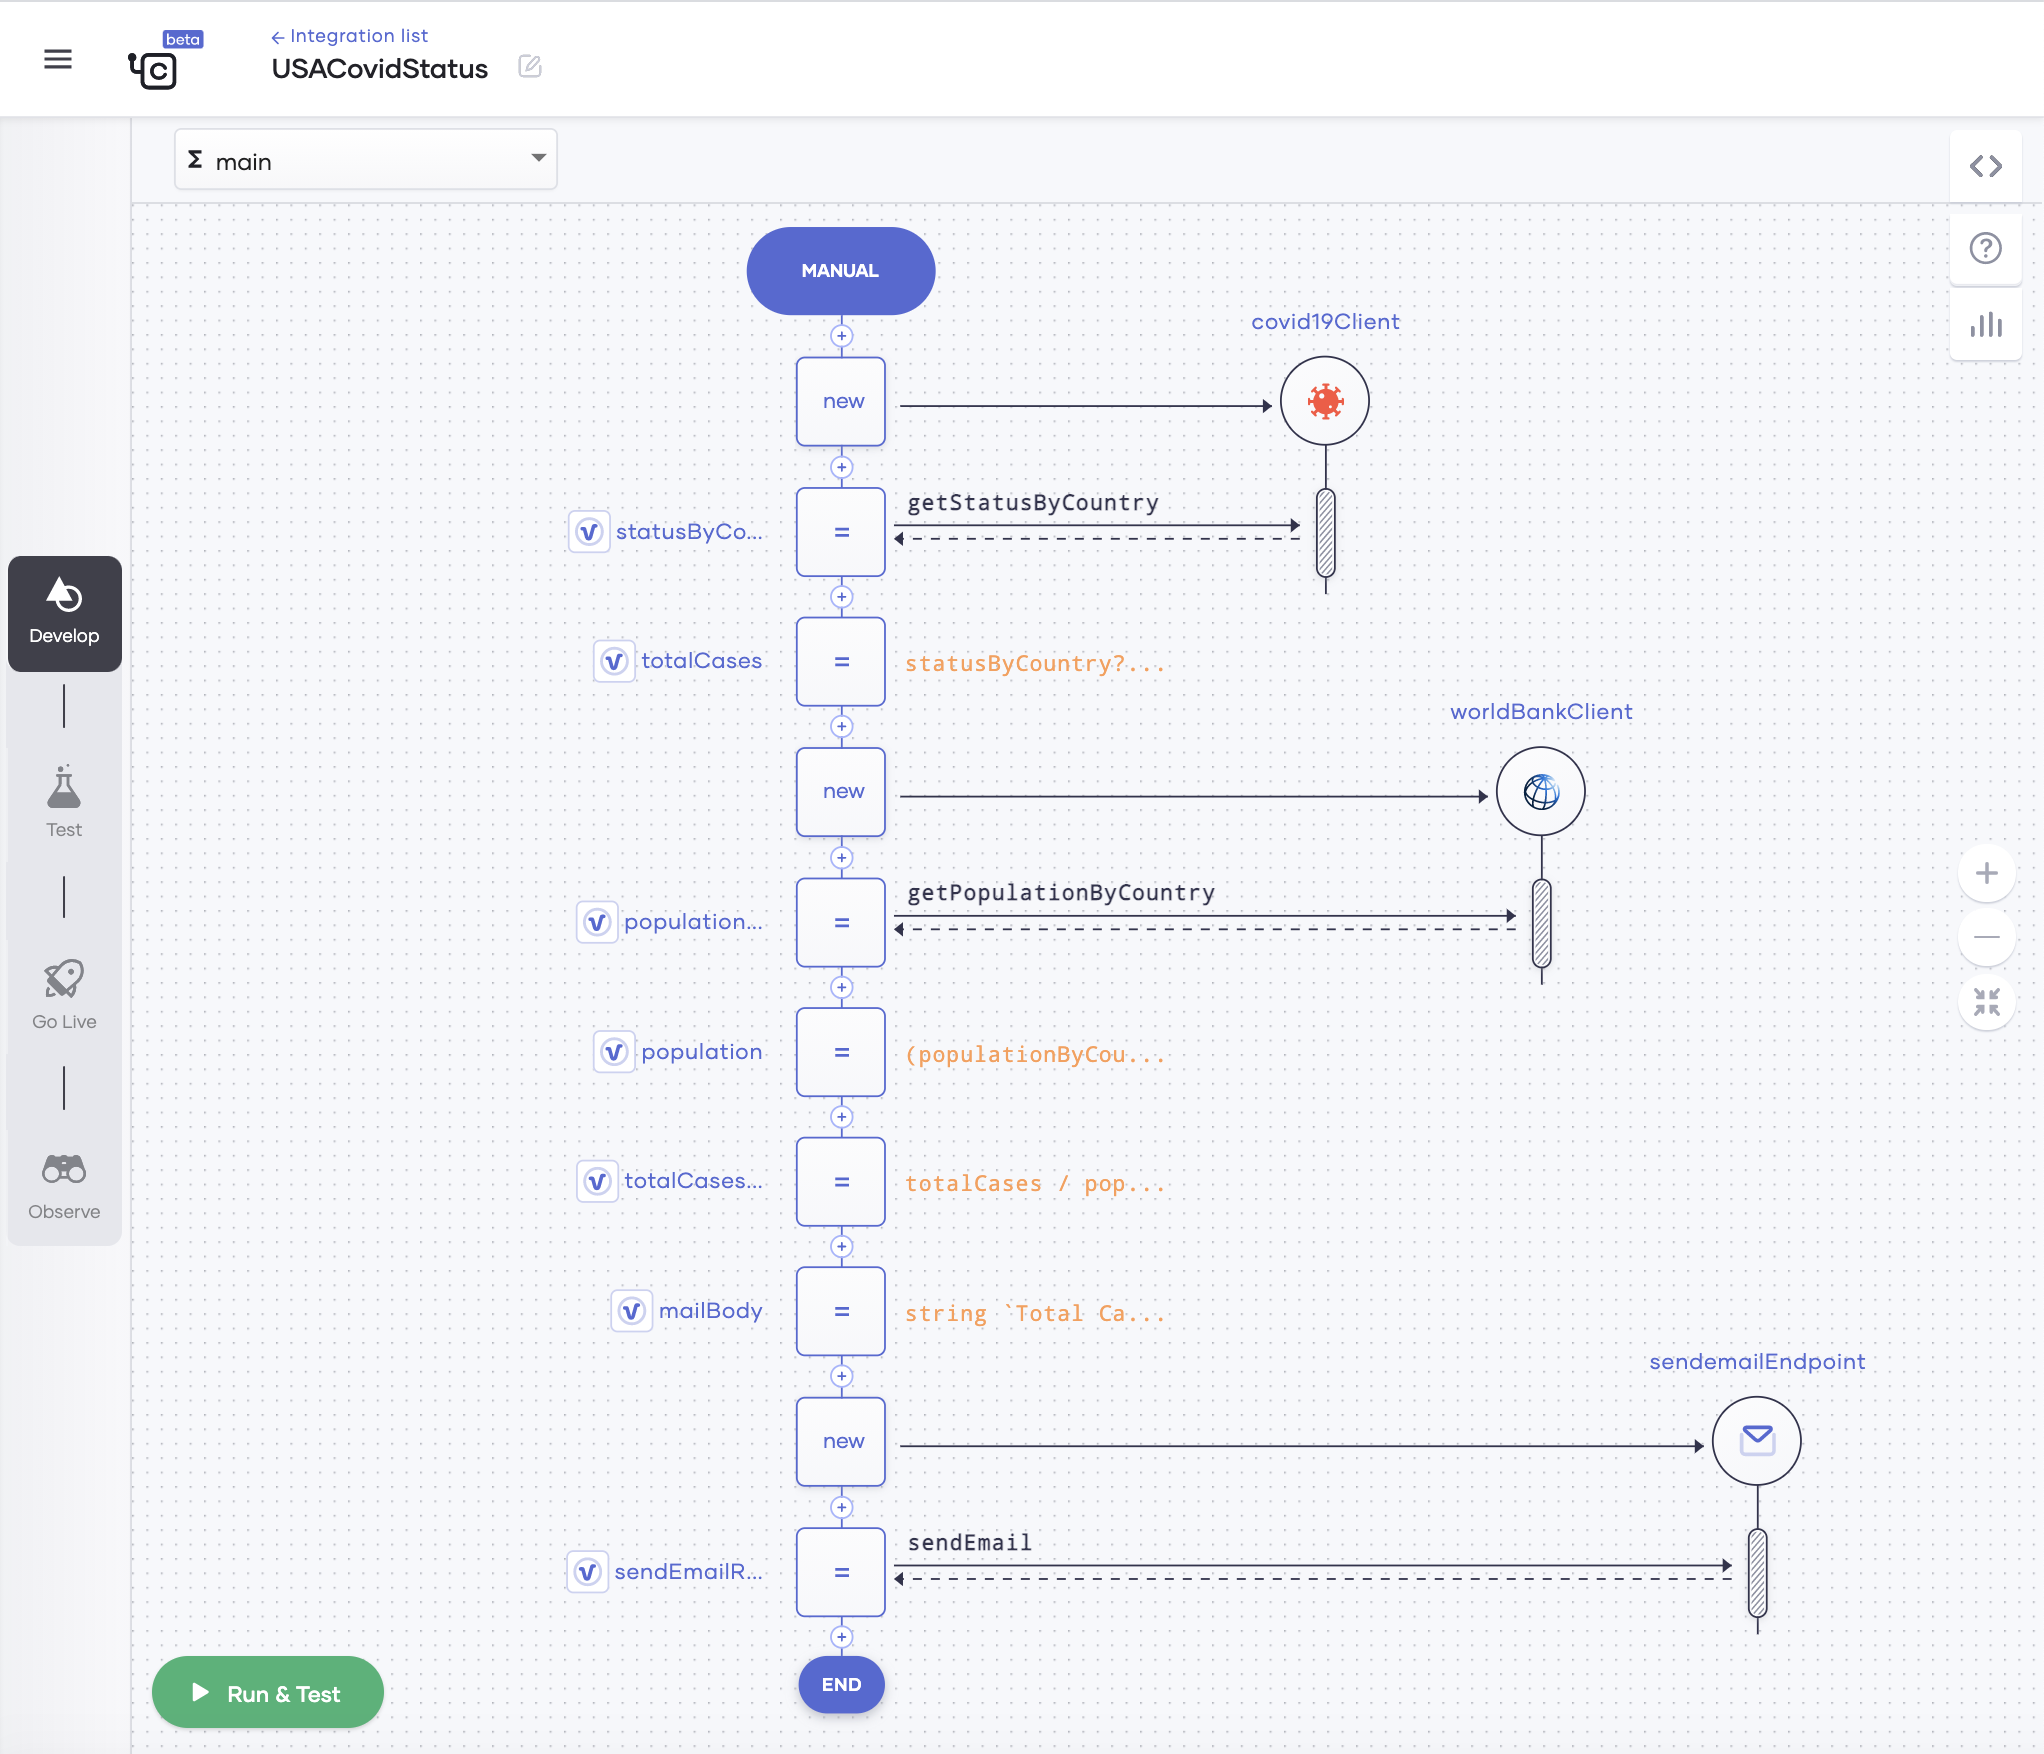 beta
← Integration list
USACovidStatus
Σ main
MANUAL
covid19Client
new
getStatusByCountry
statusByCo...
=
Develop
totalCases
=
statusByCountry?...
worldBankClient
new
Test
getPopulationByCountry
population...
=
Go Live
population
=
(populationByCou...
totalCases...
=
totalCases / pop...
Observe
mailBody
=
string `Total Ca...
sendemailEndpoint
new
sendEmail
sendEmailR...
=
END
Run & Test